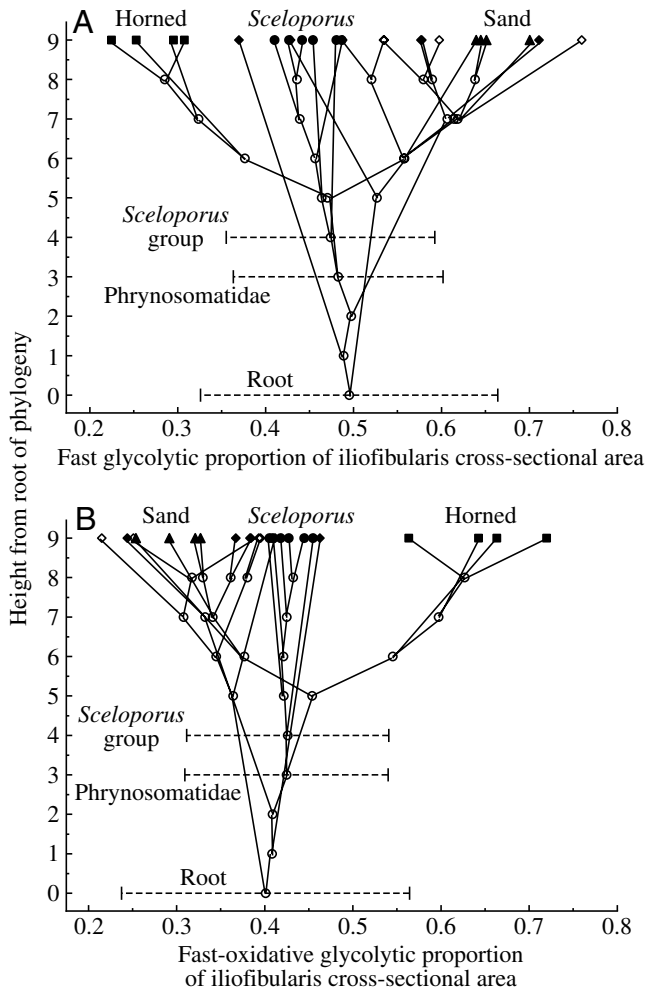 A
Horned Sceloporus Sand
9
8
7
6
5
4
3
2
1
0
Sceloporus
group
Phrynosomatidae
Root
0.2 0.3 0.4 0.5 0.6 0.7 0.8
Fast glycolytic proportion of iliofibularis cross-sectional area
Height from root of phylogeny
B
Sand Sceloporus Horned
9
8
7
6
5
4
3
2
1
0
Sceloporus
group
Phrynosomatidae
Root
0.2 0.3 0.4 0.5 0.6 0.7 0.8
Fast-oxidative glycolytic proportion
of iliofibularis cross-sectional area